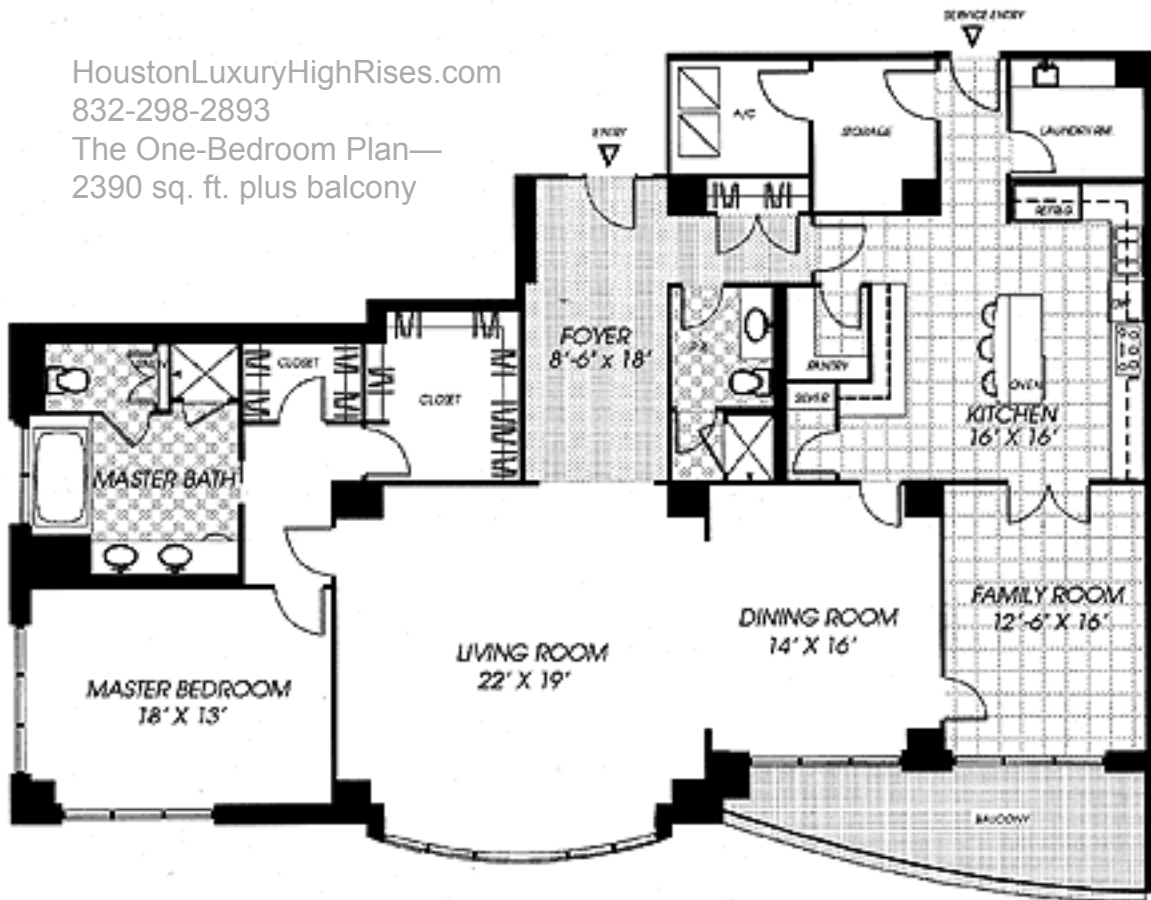 SERVICE ENTRY
HoustonLuxuryHighRises.com
832-298-2893
The One-Bedroom Plan—
2390 sq. ft. plus balcony
ENTRY
A/C
STORAGE
LAUNDRY RM.
REFRIG.
FOYER
8'-6" X 18'
CLOSET
CLOSET
PANTRY
SILVER
OVEN
KITCHEN
16' X 16'
MASTER BATH
FAMILY ROOM
12'-6" X 16'
DINING ROOM
14' X 16'
LIVING ROOM
22' X 19'
MASTER BEDROOM
18' X 13'
BALCONY